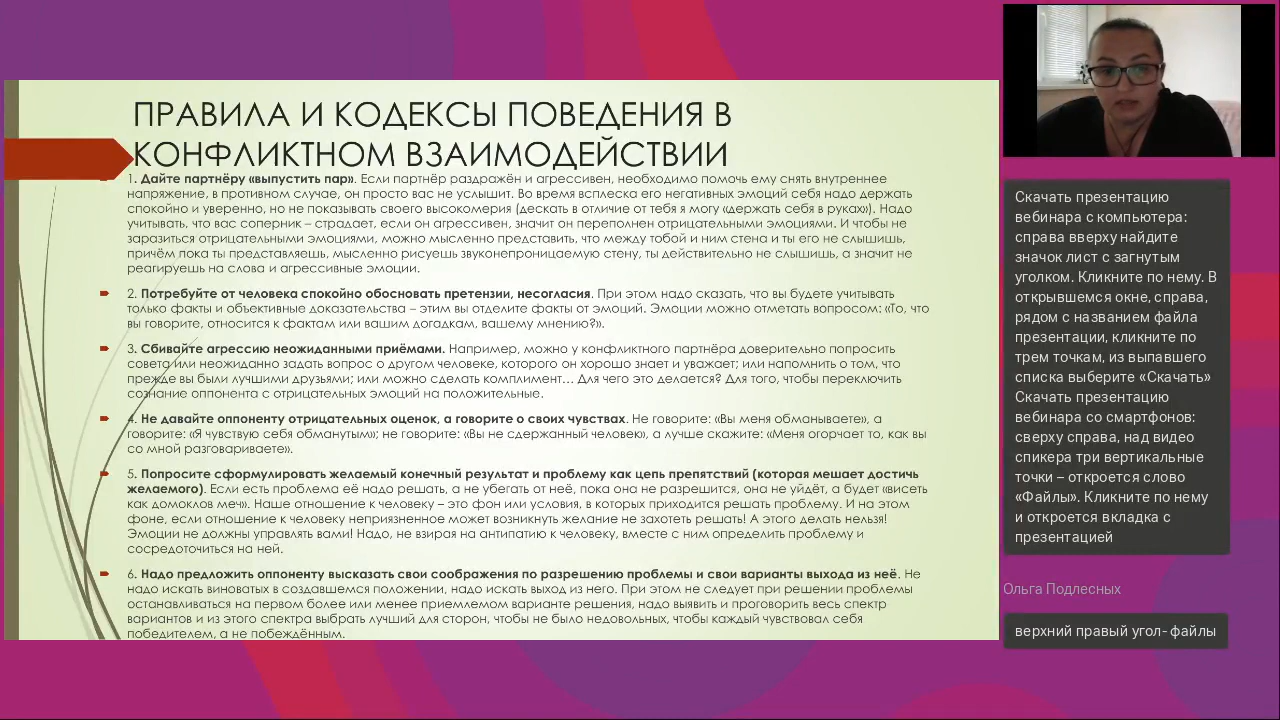 ПРАВИЛА И КОДЕКСЫ ПОВЕДЕНИЯ В
КОНФЛИКТНОМ ВЗАИМОДЕЙСТВИИ
1. Дайте партнёру «выпустить пар». Если партнёр раздражён и агрессивен, необходимо помочь ему снять внутреннее
напряжение, в противном случае, он просто вас не услышит. Во время всплеска его негативных эмоций себя надо держать
спокойно и уверенно, но не показывать своего высокомерия (дескать в отличие от тебя я могу «держать себя в руках»). Надо
учитывать, что вас соперник – страдает, если он агрессивен, значит он переполнен отрицательными эмоциями. И чтобы не
заразиться отрицательными эмоциями, можно мысленно представить, что между тобой и ним стена и ты его не слышишь,
причём пока ты представляешь, мысленно рисуешь звуконепроницаемую стену, ты действительно не слышишь, а значит не
реагируешь на слова и агрессивные эмоции.
2. Потребуйте от человека спокойно обосновать претензии, несогласия. При этом надо сказать, что вы будете учитывать
только факты и объективные доказательства – этим вы отделите факты от эмоций. Эмоции можно отметать вопросом: «То, что
вы говорите, относится к фактам или вашим догадкам, вашему мнению?».
3. Сбивайте агрессию неожиданными приёмами. Например, можно у конфликтного партнёра доверительно попросить
совета или неожиданно задать вопрос о другом человеке, которого он хорошо знает и уважает; или напомнить о том, что
прежде вы были лучшими друзьями; или можно сделать комплимент… Для чего это делается? Для того, чтобы переключить
сознание оппонента с отрицательных эмоций на положительные.
4. Не давайте оппоненту отрицательных оценок, а говорите о своих чувствах. Не говорите: «Вы меня обманываете», а
говорите: «Я чувствую себя обманутым»; не говорите: «Вы не сдержанный человек», а лучше скажите: «Меня огорчает то, как вы
со мной разговариваете».
5. Попросите сформулировать желаемый конечный результат и проблему как цепь препятствий (которая мешает достичь
желаемого). Если есть проблема её надо решать, а не убегать от неё, пока она не разрешится, она не уйдёт, а будет «висеть
как домоклов меч». Наше отношение к человеку – это фон или условия, в которых приходится решать проблему. И на этом
фоне, если отношение к человеку неприязненное может возникнуть желание не захотеть решать! А этого делать нельзя!
Эмоции не должны управлять вами! Надо, не взирая на антипатию к человеку, вместе с ним определить проблему и
сосредоточиться на ней.
6. Надо предложить оппоненту высказать свои соображения по разрешению проблемы и свои варианты выхода из неё. Не
надо искать виноватых в создавшемся положении, надо искать выход из него. При этом не следует при решении проблемы
останавливаться на первом более или менее приемлемом варианте решения, надо выявить и проговорить весь спектр
вариантов и из этого спектра выбрать лучший для сторон, чтобы не было недовольных, чтобы каждый чувствовал себя
победителем, а не побеждённым.
Скачать презентацию
вебинара с компьютера:
справа вверху найдите
значок лист с загнутым
уголком. Кликните по нему. В
открывшемся окне, справа,
рядом с названием файла
презентации, кликните по
трем точкам, из выпавшего
списка выберите «Скачать»
Скачать презентацию
вебинара со смартфонов:
сверху справа, над видео
спикера три вертикальные
точки – откроется слово
«Файлы». Кликните по нему
и откроется вкладка с
презентацией
Ольга Подлесных
верхний правый угол- файлы